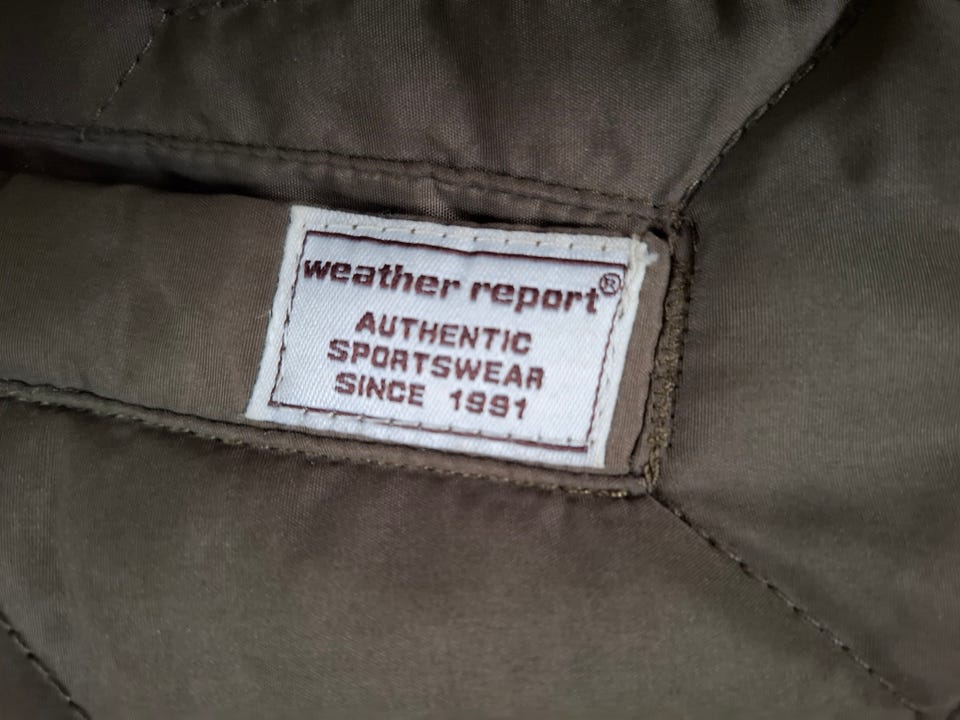 weather report®
AUTHENTIC
SPORTSWEAR
SINCE 1991